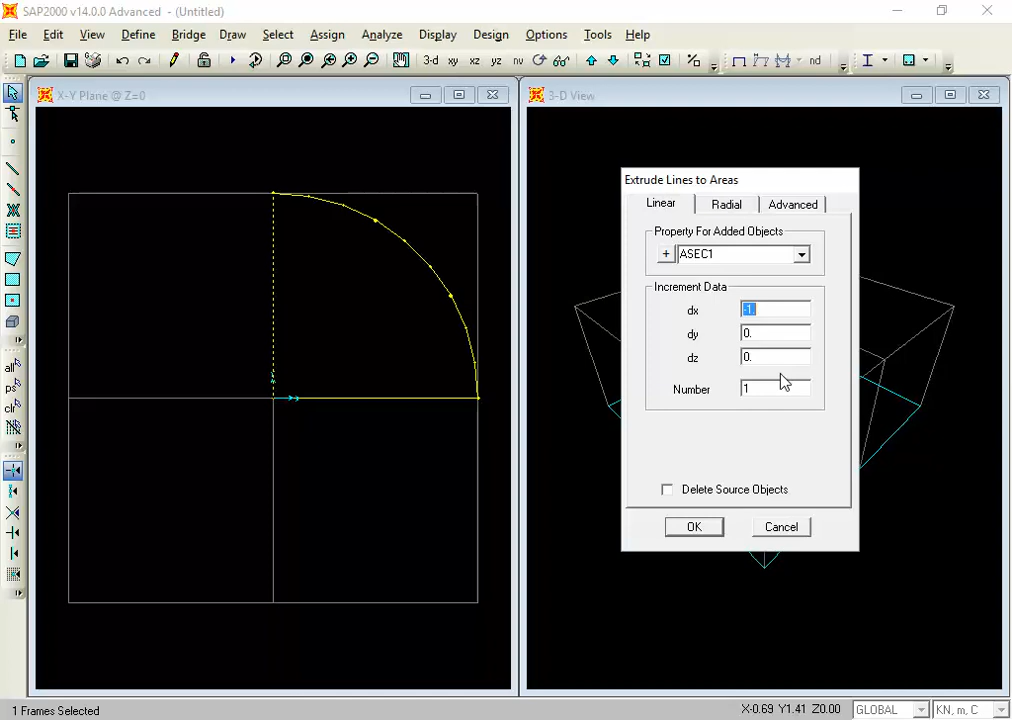 SAP2000 v14.0.0 Advanced - (Untitled)
File Edit View Define Bridge Draw Select Assign Analyze Display Design Options Tools Help
3-d xy xz yz nv nd
X-Y Plane @ Z=0
3-D View
all
ps
clr
Extrude Lines to Areas
Linear Radial Advanced
Property For Added Objects
+ ASEC1
Increment Data
dx -1.
dy 0.
dz 0.
Number 1
Delete Source Objects
OK Cancel
1 Frames Selected
X-0.69 Y1.41 Z0.00 GLOBAL KN, m, C